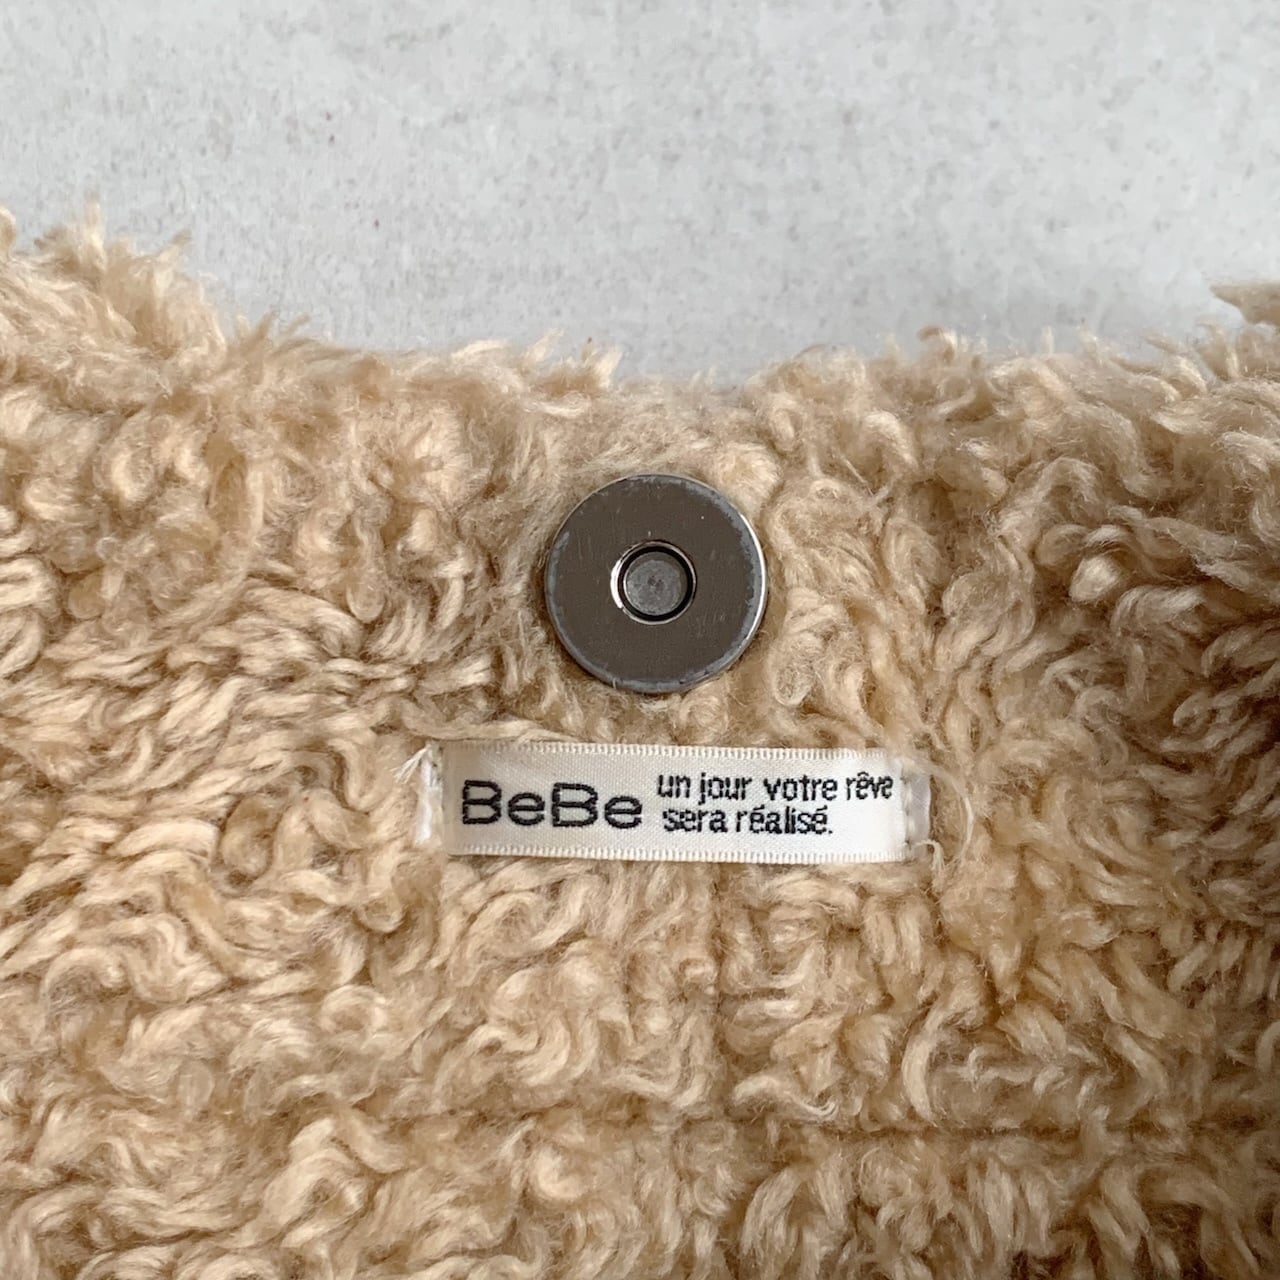 BeBe
un jour votre rêve
sera réalisé.